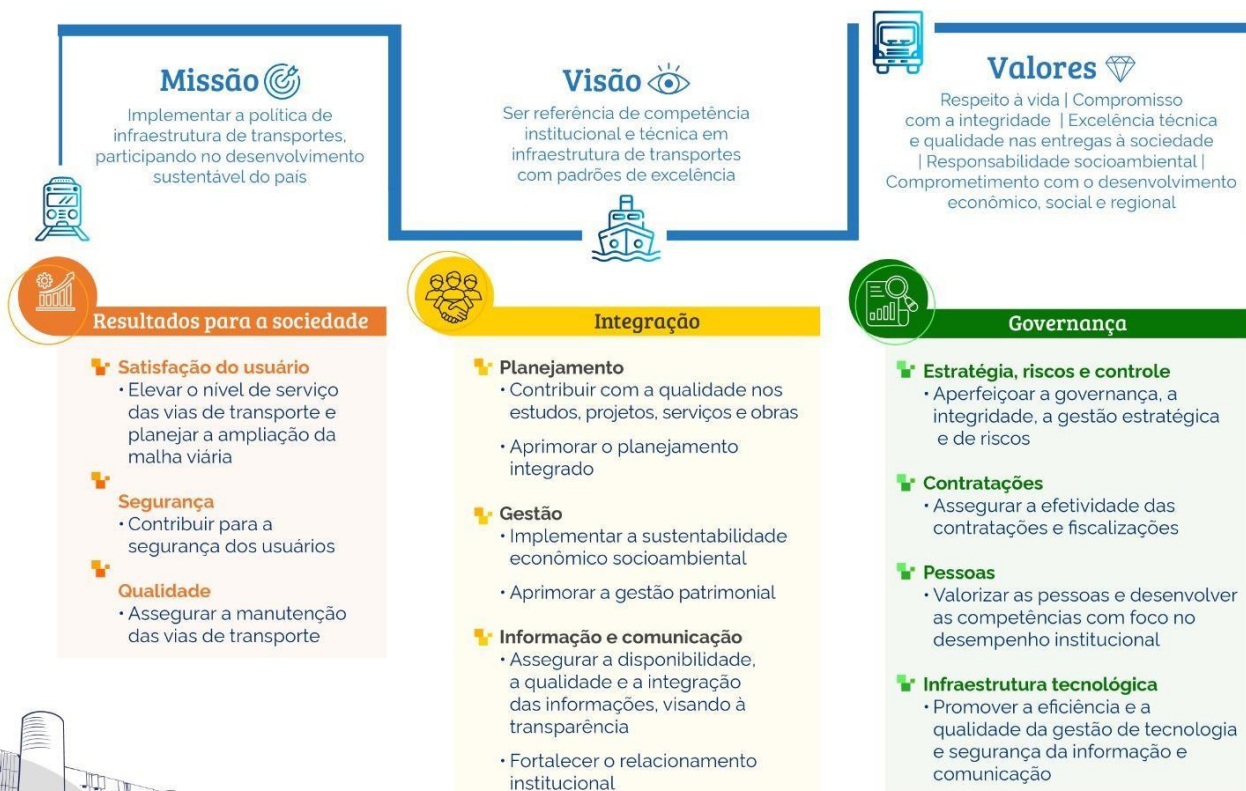 Missão
Implementar a política de
infraestrutura de transportes,
participando no desenvolvimento
sustentável do país
Visão
Ser referência de competência
institucional e técnica em
infraestrutura de transportes
com padrões de excelência
Valores
Respeito à vida | Compromisso
com a integridade | Excelência técnica
e qualidade nas entregas à sociedade
| Responsabilidade socioambiental |
Comprometimento com o desenvolvimento
econômico, social e regional
Resultados para a sociedade
Satisfação do usuário
• Elevar o nível de serviço
das vias de transporte e
planejar a ampliação da
malha viária
Segurança
• Contribuir para a
segurança dos usuários
Qualidade
• Assegurar a manutenção
das vias de transporte
Integração
Planejamento
• Contribuir com a qualidade nos
estudos, projetos, serviços e obras
• Aprimorar o planejamento
integrado
Gestão
• Implementar a sustentabilidade
econômico socioambiental
• Aprimorar a gestão patrimonial
Informação e comunicação
• Assegurar a disponibilidade,
a qualidade e a integração
das informações, visando à
transparência
• Fortalecer o relacionamento
institucional
Governança
Estratégia, riscos e controle
• Aperfeiçoar a governança, a
integridade, a gestão estratégica
e de riscos
Contratações
• Assegurar a efetividade das
contratações e fiscalizações
Pessoas
• Valorizar as pessoas e desenvolver
as competências com foco no
desempenho institucional
Infraestrutura tecnológica
• Promover a eficiência e a
qualidade da gestão de tecnologia
e segurança da informação e
comunicação